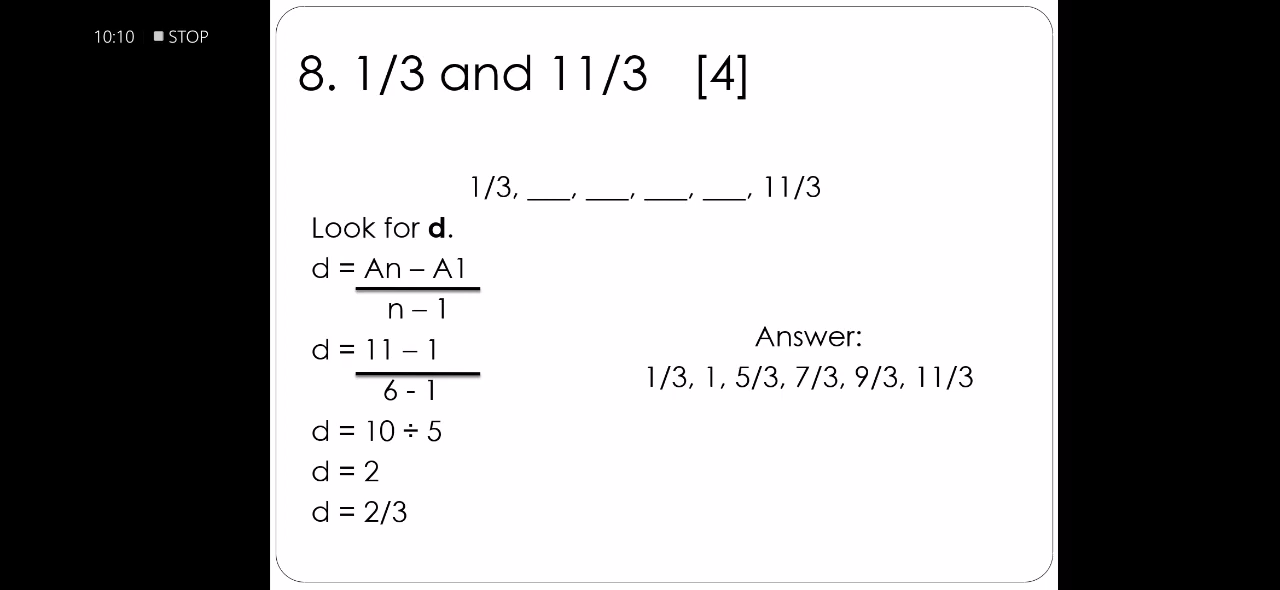 10:10 STOP
8. 1/3 and 11/3 [4]
1/3, ___, ___, ___, ___, 11/3
Look for d.
d = An – A1
n – 1
d = 11 – 1
6 - 1
d = 10 ÷ 5
d = 2
d = 2/3
Answer:
1/3, 1, 5/3, 7/3, 9/3, 11/3